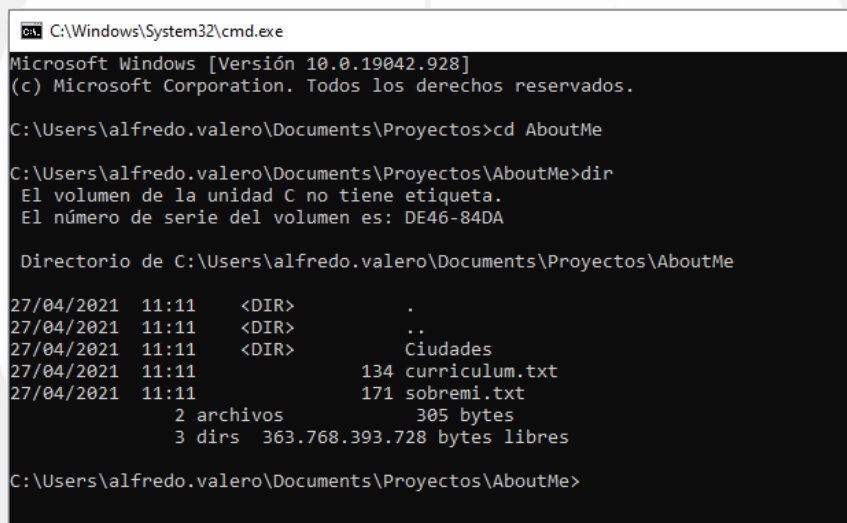 C:\Windows\System32\cmd.exe
Microsoft Windows [Versión 10.0.19042.928]
(c) Microsoft Corporation. Todos los derechos reservados.
C:\Users\alfredo.valero\Documents\Proyectos>cd AboutMe
C:\Users\alfredo.valero\Documents\Proyectos\AboutMe>dir
El volumen de la unidad C no tiene etiqueta.
El número de serie del volumen es: DE46-84DA
Directorio de C:\Users\alfredo.valero\Documents\Proyectos\AboutMe
27/04/2021  11:11    <DIR>          .
27/04/2021  11:11    <DIR>          ..
27/04/2021  11:11    <DIR>          Ciudades
27/04/2021  11:11               134 curriculum.txt
27/04/2021  11:11               171 sobremi.txt
2 archivos            305 bytes
3 dirs  363.768.393.728 bytes libres
C:\Users\alfredo.valero\Documents\Proyectos\AboutMe>